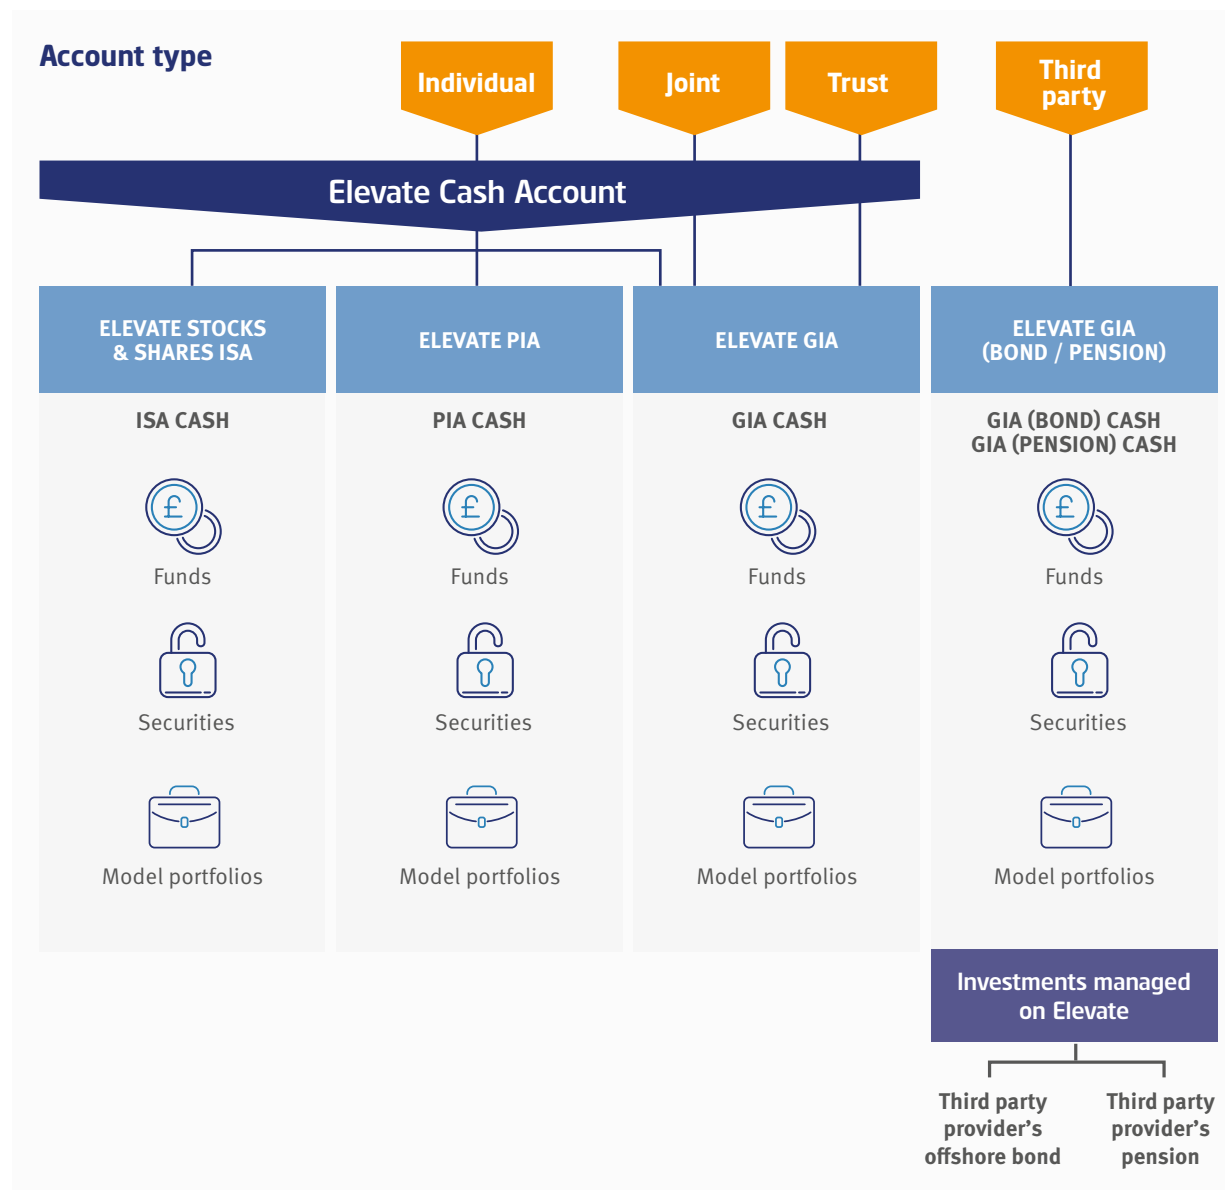 Account type
Individual
Joint
Trust
Third
party
Elevate Cash Account
ELEVATE STOCKS
& SHARES ISA
ELEVATE PIA
ELEVATE GIA
ELEVATE GIA
(BOND / PENSION)
ISA CASH
PIA CASH
GIA CASH
GIA (BOND) CASH
GIA (PENSION) CASH
£
£
£
£
Funds
Funds
Funds
Funds
Securities
Securities
Securities
Securities
Model portfolios
Model portfolios
Model portfolios
Model portfolios
Investments managed
on Elevate
Third party
provider’s
offshore bond
Third party
provider’s
pension